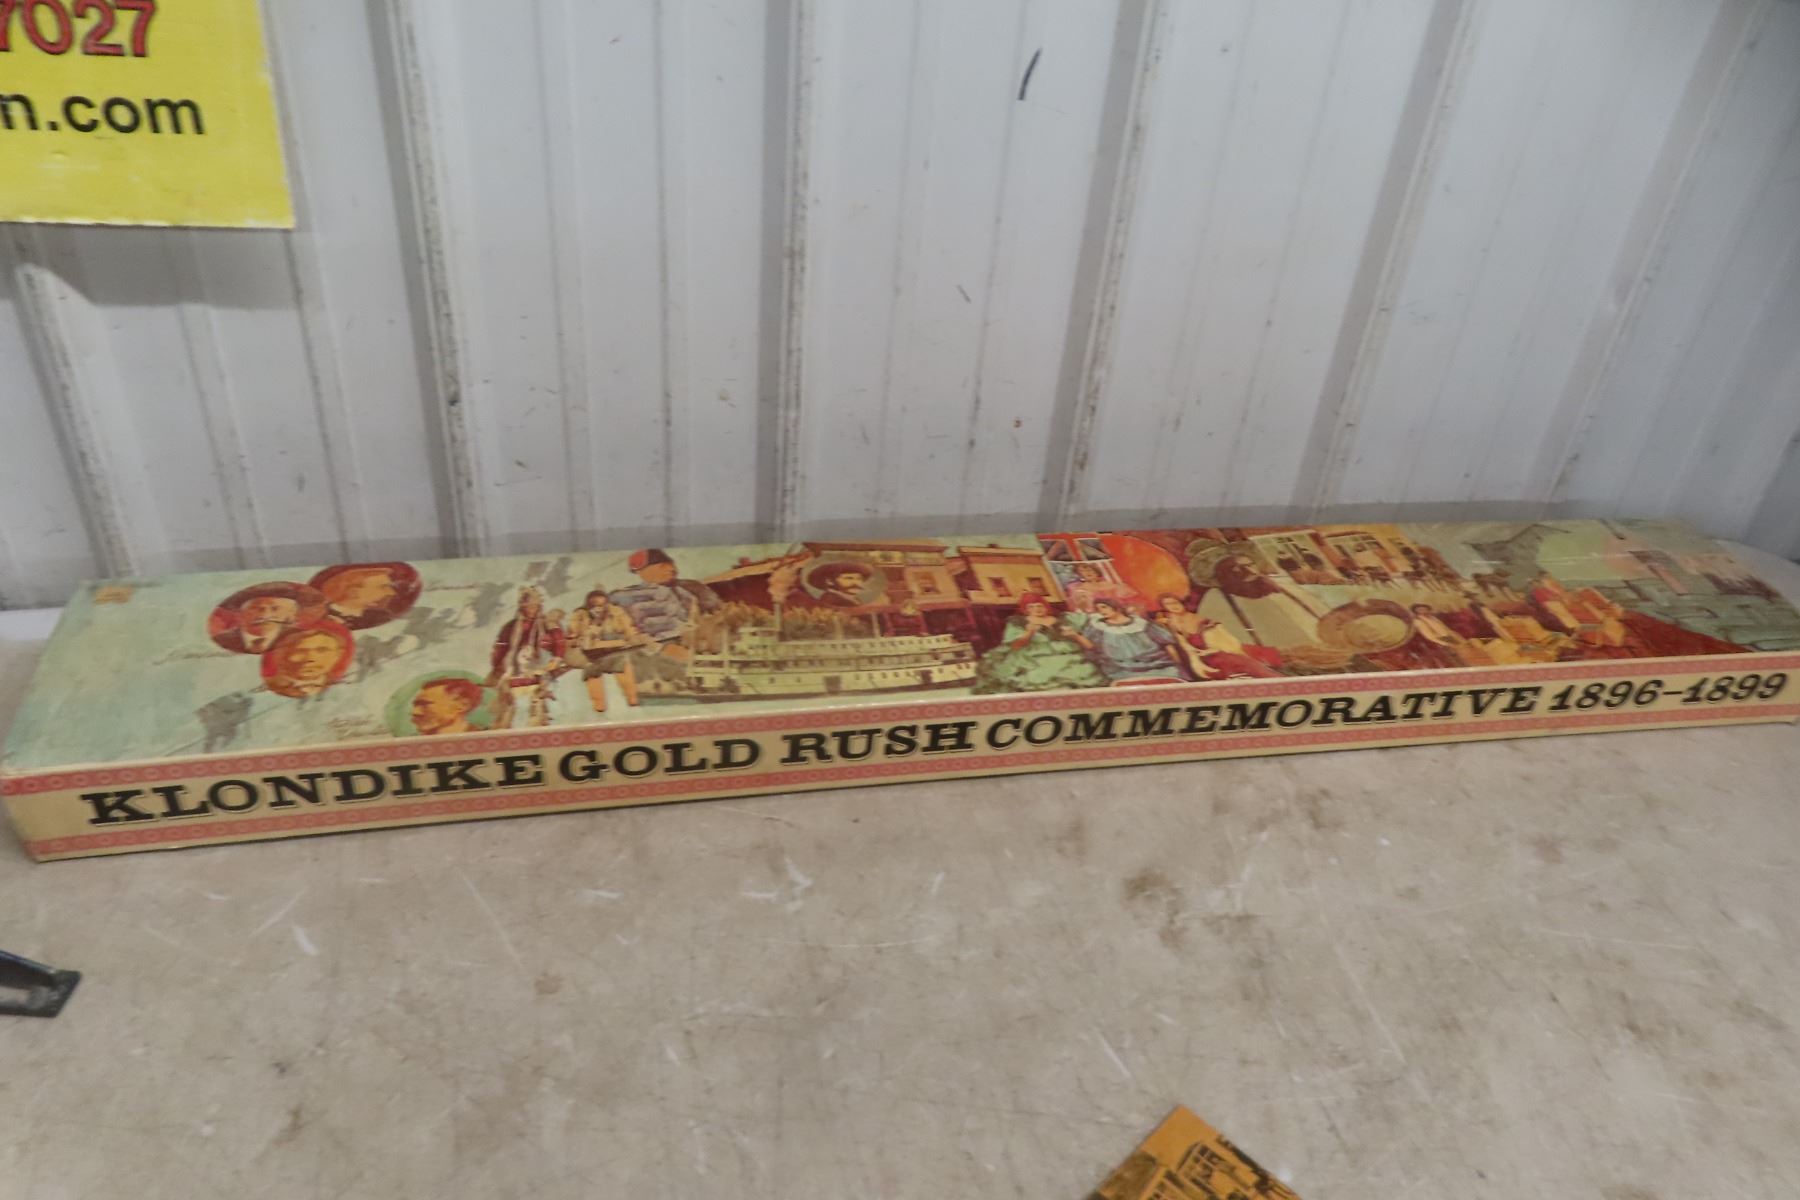 7027
n.com
KLONDIKE GOLD RUSH COMMEMORATIVE 1896-1899